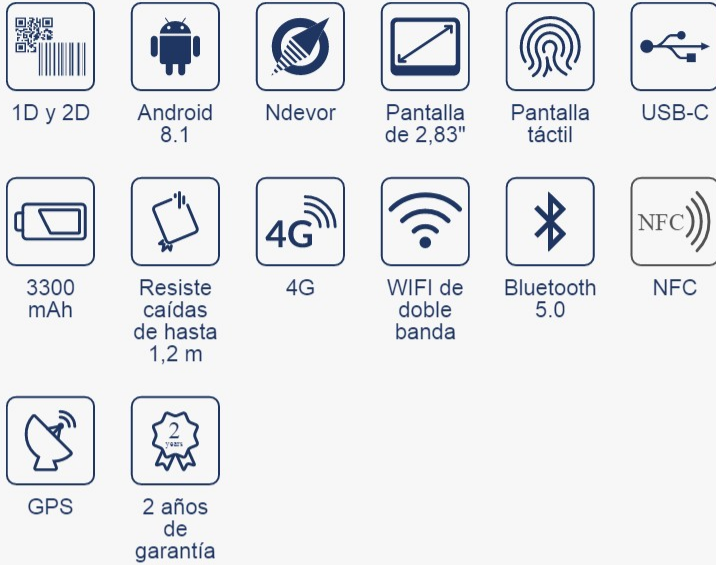 1D y 2D
Android
8.1
Ndevor
Pantalla
de 2,83"
Pantalla
táctil
USB-C
4G
NFC
3300
mAh
Resiste
caídas
de hasta
1,2 m
4G
WIFI de
doble
banda
Bluetooth
5.0
NFC
2
years
GPS
2 años
de
garantía